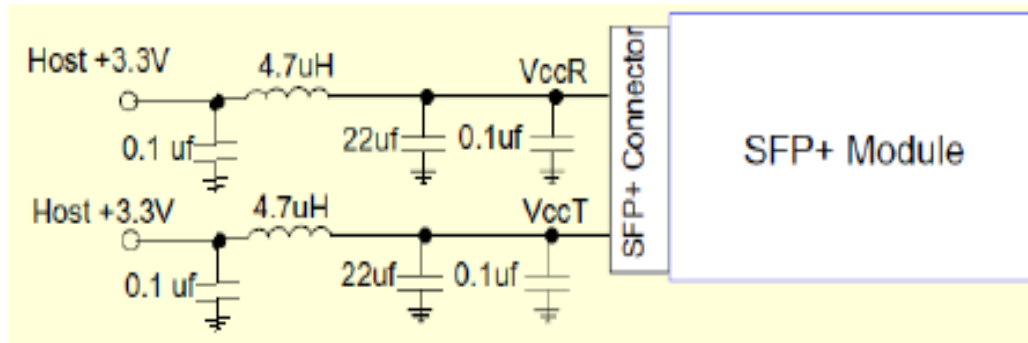 Host +3.3V
4.7uH
VccR
0.1 uf
22uf
0.1uf
SFP+ Connector
SFP+ Module
Host +3.3V
4.7uH
VccT
0.1 uf
22uf
0.1uf